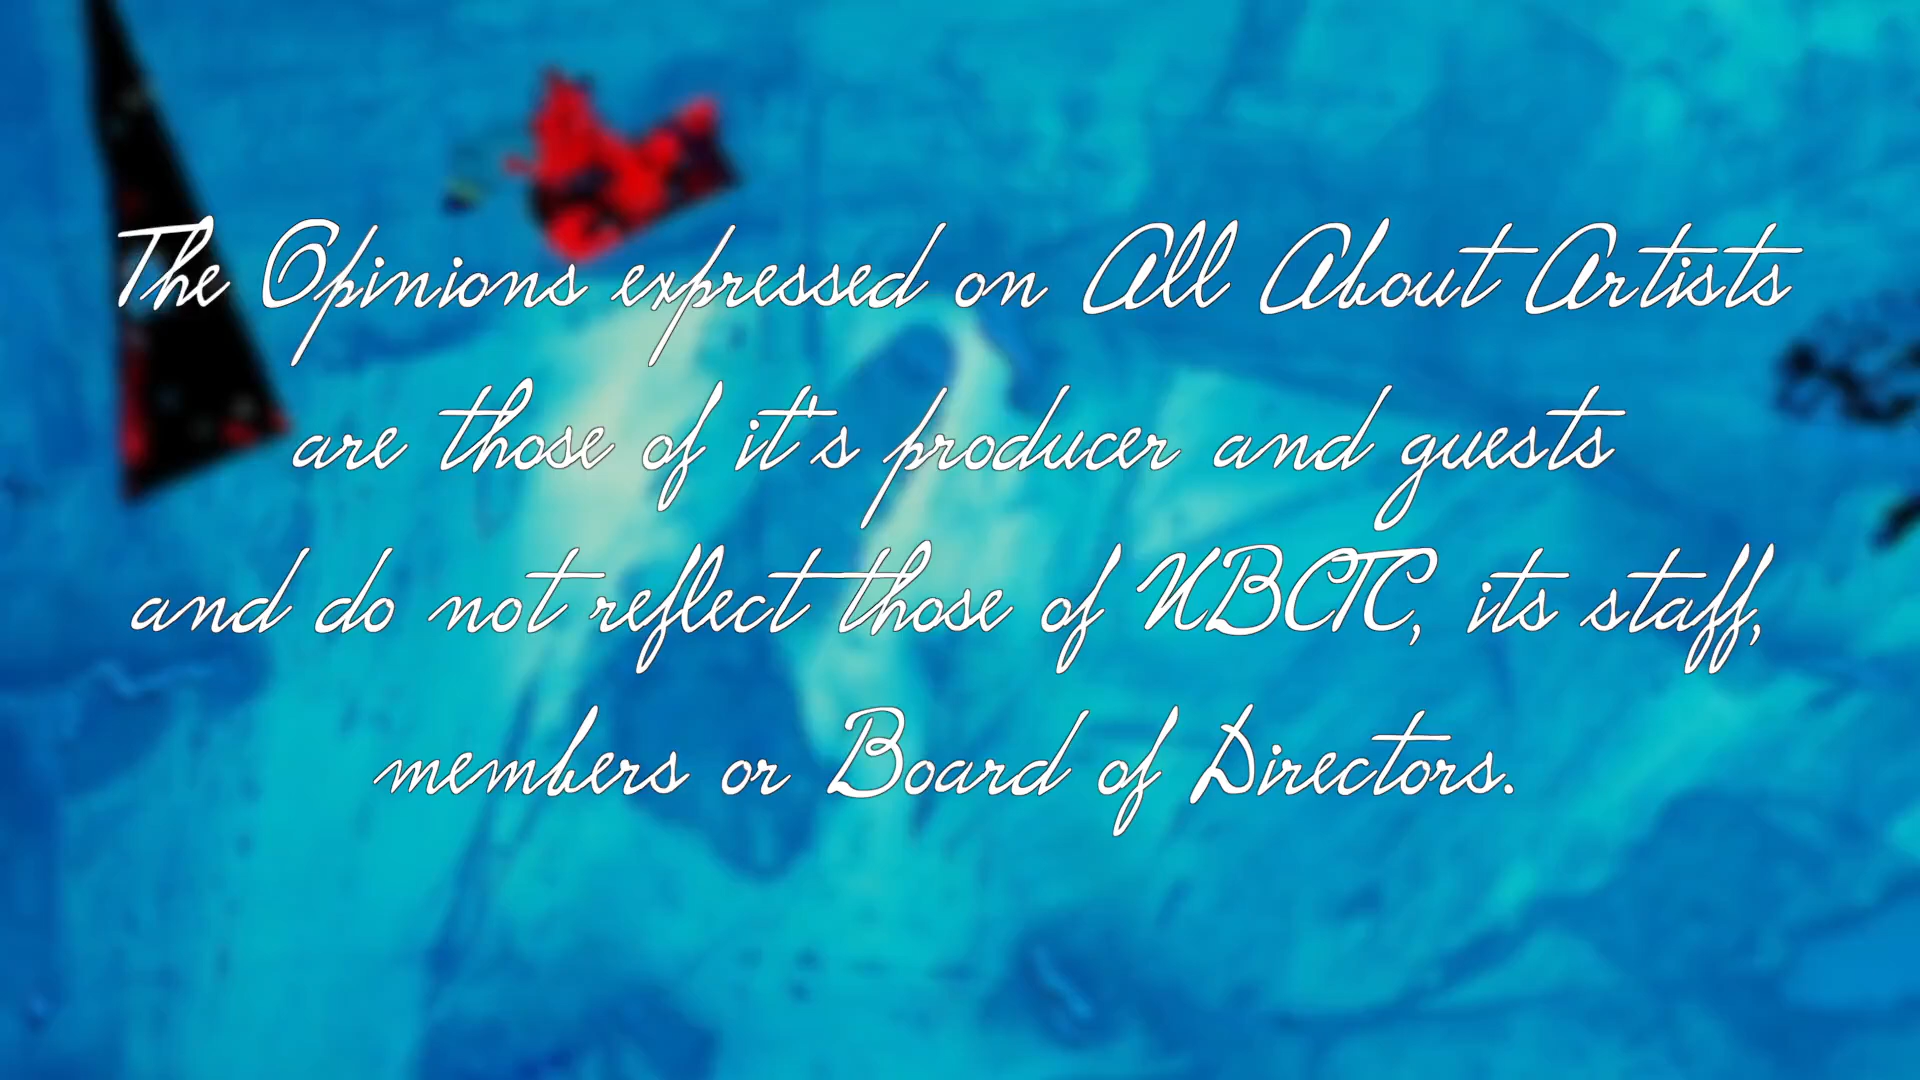 The Opinions expressed on All About Artists
are those of it's producer and guests
and do not reflect those of NBCTC, its staff,
members or Board of Directors.